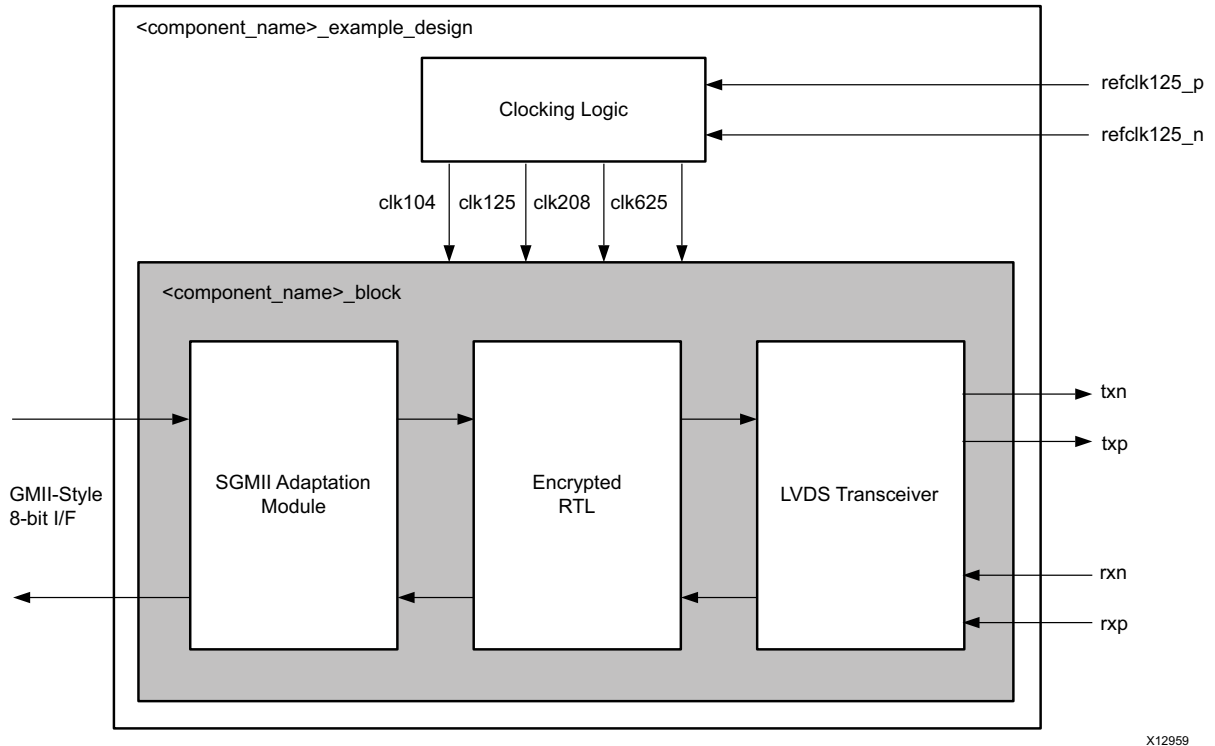 <component_name>_example_design
Clocking Logic
refclk125_p
refclk125_n
clk104 clk125 clk208 clk625
<component_name>_block
GMII-Style
8-bit I/F
SGMII Adaptation
Module
Encrypted
RTL
LVDS Transceiver
txn
txp
rxn
rxp
X12959